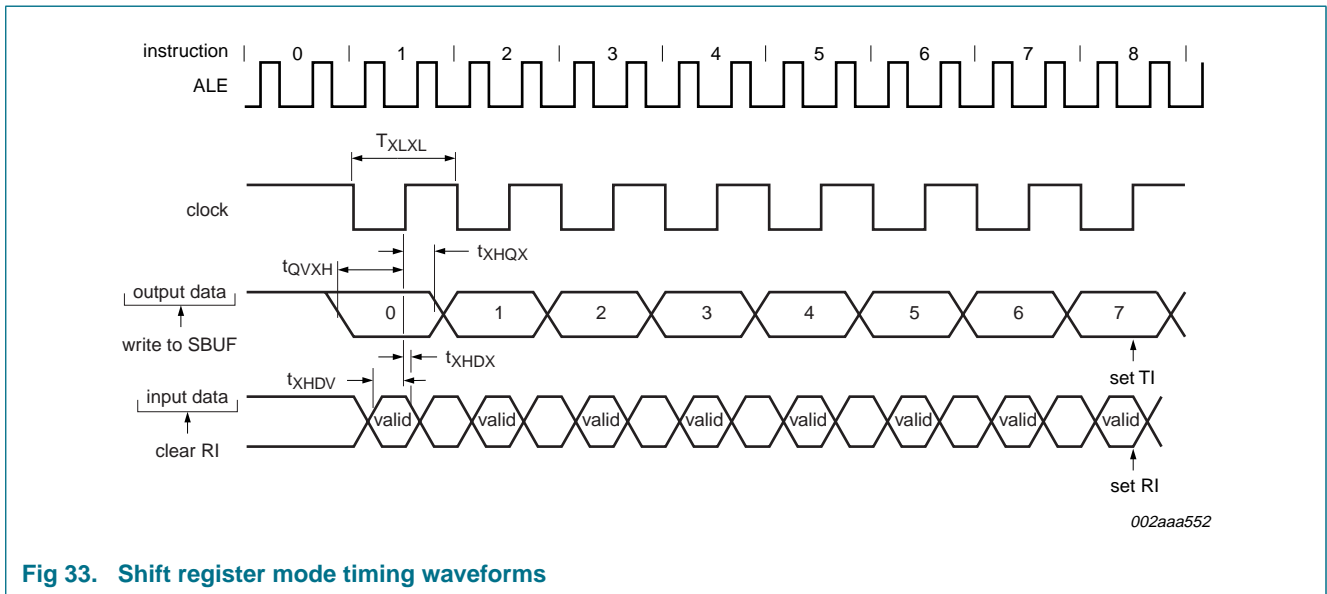 instruction | 0 | 1 | 2 | 3 | 4 | 5 | 6 | 7 | 8 |
ALE
TXLXL
clock
tXHQX
tQVXH
output data
0 1 2 3 4 5 6 7
write to SBUF
tXHDX
set TI
tXHDV
input data
valid valid valid valid valid valid valid valid
clear RI
set RI
002aaa552
Fig 33. Shift register mode timing waveforms